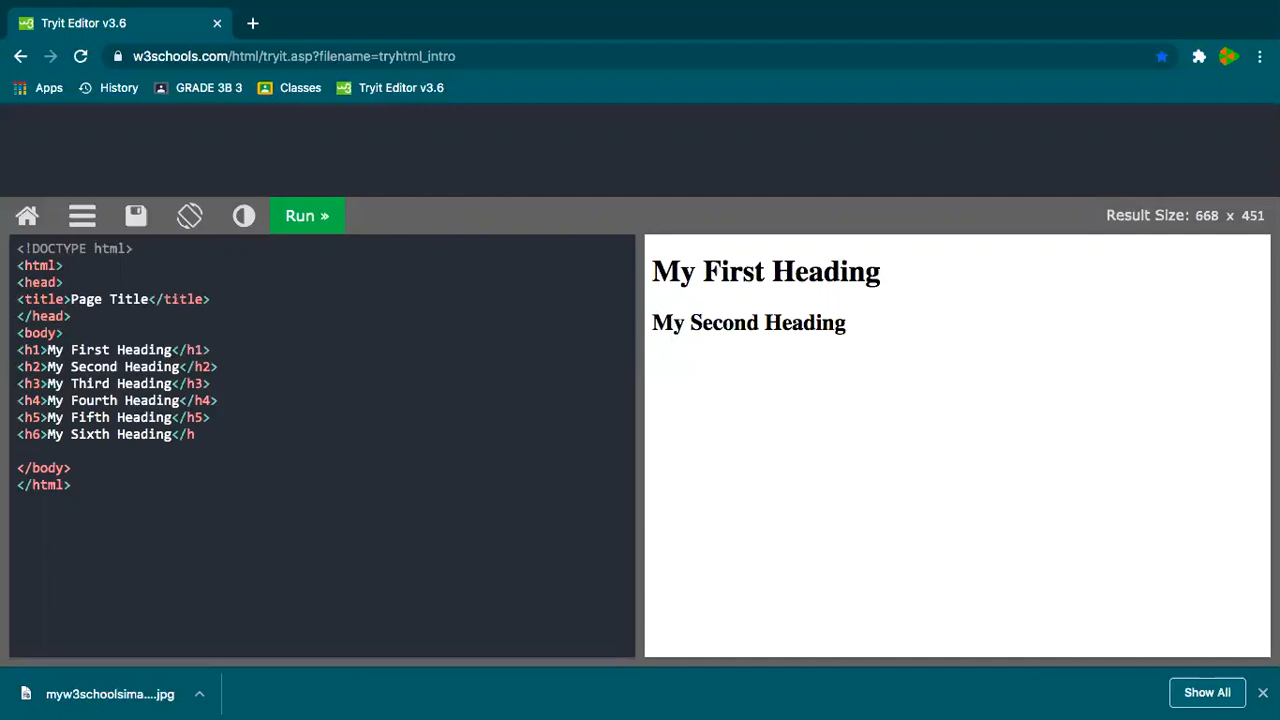 Tryit Editor v3.6
w3schools.com/html/tryit.asp?filename=tryhtml_intro
Apps History GRADE 3B 3 Classes Tryit Editor v3.6
Run » Result Size: 668 x 451
<!DOCTYPE html>
<html>
<head>
<title>Page Title</title>
</head>
<body>
<h1>My First Heading</h1>
<h2>My Second Heading</h2>
<h3>My Third Heading</h3>
<h4>My Fourth Heading</h4>
<h5>My Fifth Heading</h5>
<h6>My Sixth Heading</h
</body>
</html>
My First Heading
My Second Heading
myw3schoolsima....jpg
Show All